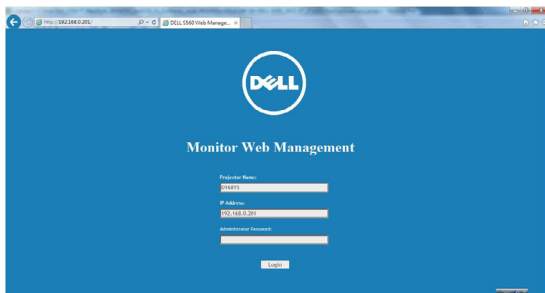 http://192.168.0.201/
DELL S560 Web Manage...
DELL
Monitor Web Management
Projector Name:
IP Address:
192.168.0.201
Administrator Password:
Login